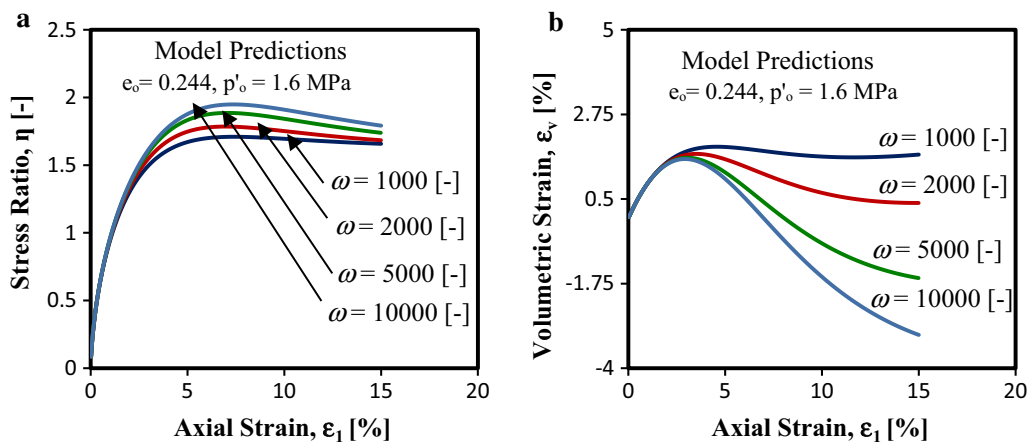 a
2.5
2
1.5
1
0.5
0
Stress Ratio, η [-]
Model Predictions
eₒ= 0.244, p'ₒ = 1.6 MPa
ω = 1000 [-]
ω = 2000 [-]
ω = 5000 [-]
ω = 10000 [-]
0 5 10 15 20
Axial Strain, ε₁ [%]
b
5
2.75
0.5
-1.75
-4
Volumetric Strain, εᵥ [%]
Model Predictions
eₒ= 0.244, p'ₒ = 1.6 MPa
ω = 1000 [-]
ω = 2000 [-]
ω = 5000 [-]
ω = 10000 [-]
0 5 10 15 20
Axial Strain, ε₁ [%]